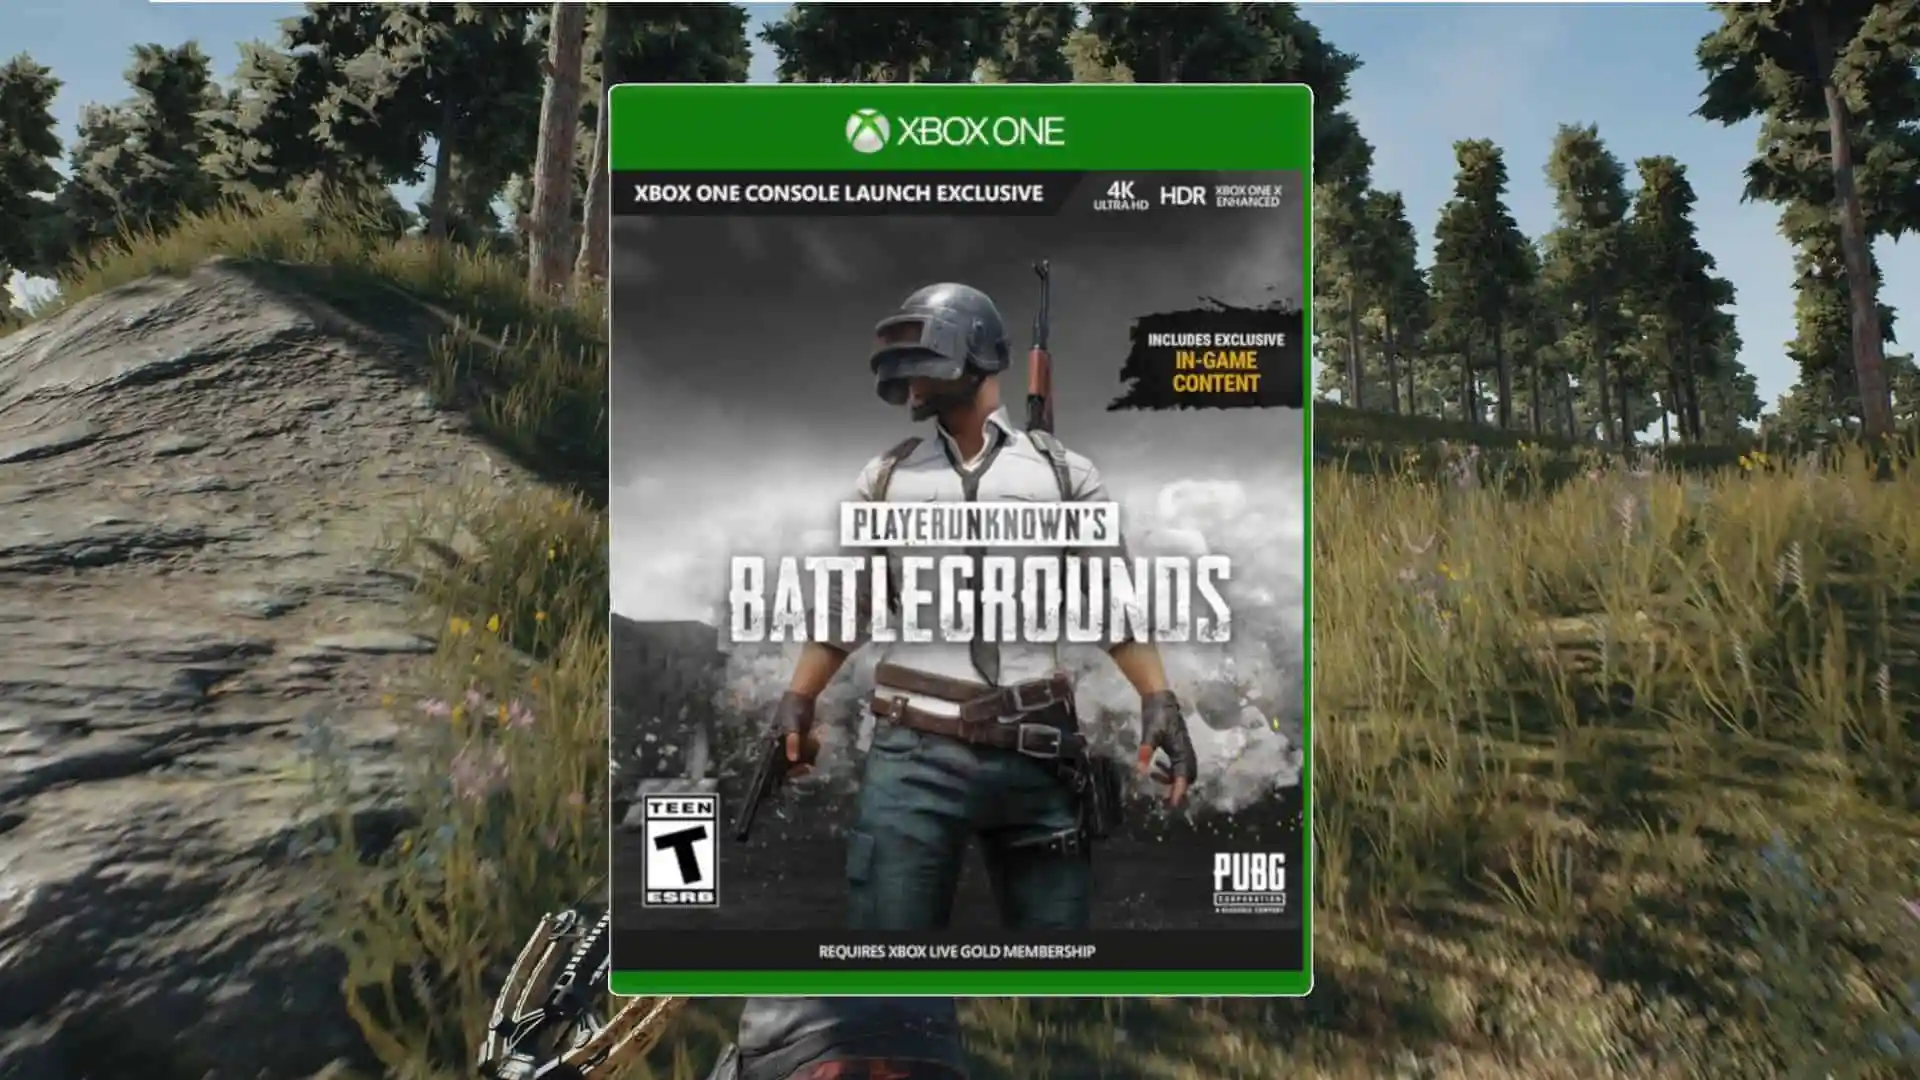 XBOX ONE
XBOX ONE CONSOLE LAUNCH EXCLUSIVE
4K
ULTRA HD
HDR
XBOX ONE X
ENHANCED
INCLUDES EXCLUSIVE
IN-GAME
CONTENT
PLAYERUNKNOWN'S
BATTLEGROUNDS
TEEN
T
ESRB
PUBG
CORPORATION
REQUIRES XBOX LIVE GOLD MEMBERSHIP